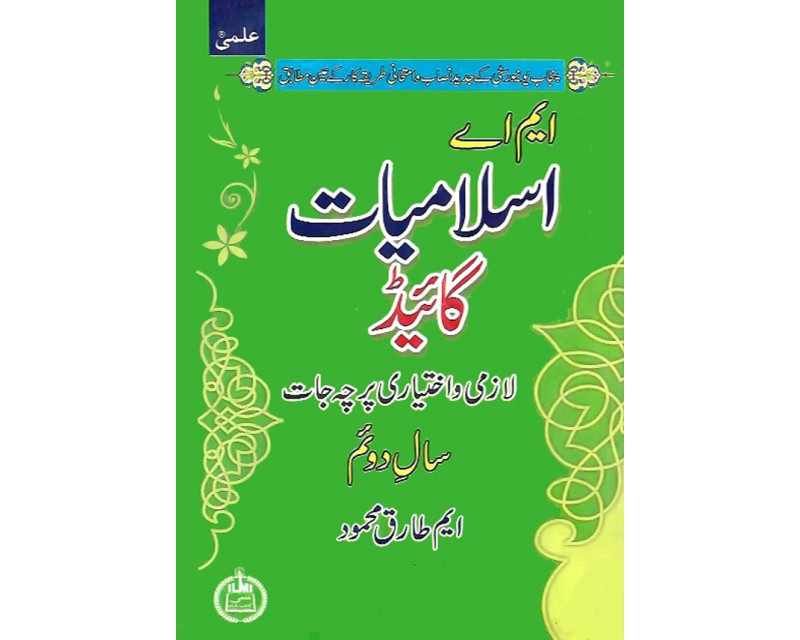 علمی®
پنجاب یونیورسٹی کے جدید نصاب و امتحانی طریقہ کار کے عین مطابق
ایم اے
اسلامیات
گائیڈ
لازمی و اختیاری پرچہ جات
سالِ دوئم
ایم طارق محمود
ILMI